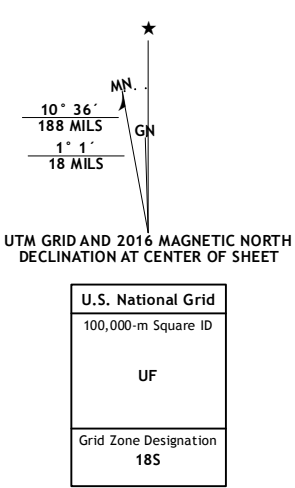 ★
MN
10° 36´
188 MILS
GN
1° 1´
18 MILS
UTM GRID AND 2016 MAGNETIC NORTH
DECLINATION AT CENTER OF SHEET
U.S. National Grid
100,000-m Square ID
UF
Grid Zone Designation
18S